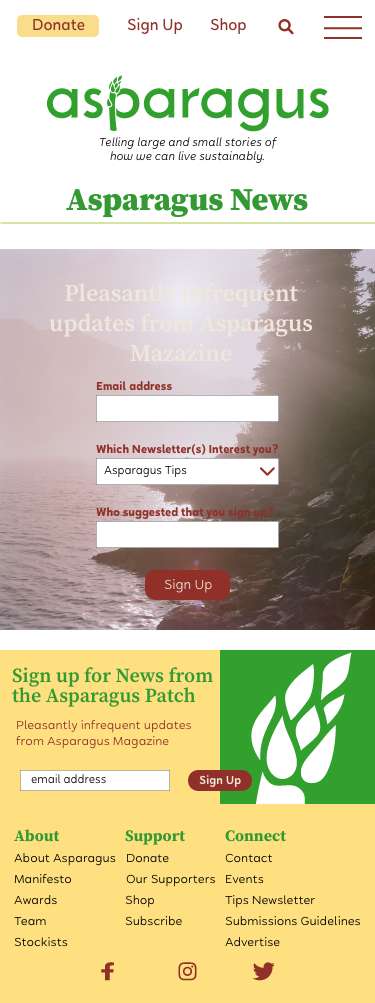 Donate Sign Up Shop
asparagus
Telling large and small stories of
how we can live sustainably.
Asparagus News
Pleasantly infrequent
updates from Asparagus
Mazazine
Email address
Which Newsletter(s) Interest you?
Asparagus Tips
Who suggested that you sign up?
Sign Up
Sign up for News from
the Asparagus Patch
Pleasantly infrequent updates
from Asparagus Magazine
email address Sign Up
About Support Connect
About Asparagus Donate Contact
Manifesto Our Supporters Events
Awards Shop Tips Newsletter
Team Subscribe Submissions Guidelines
Stockists Advertise